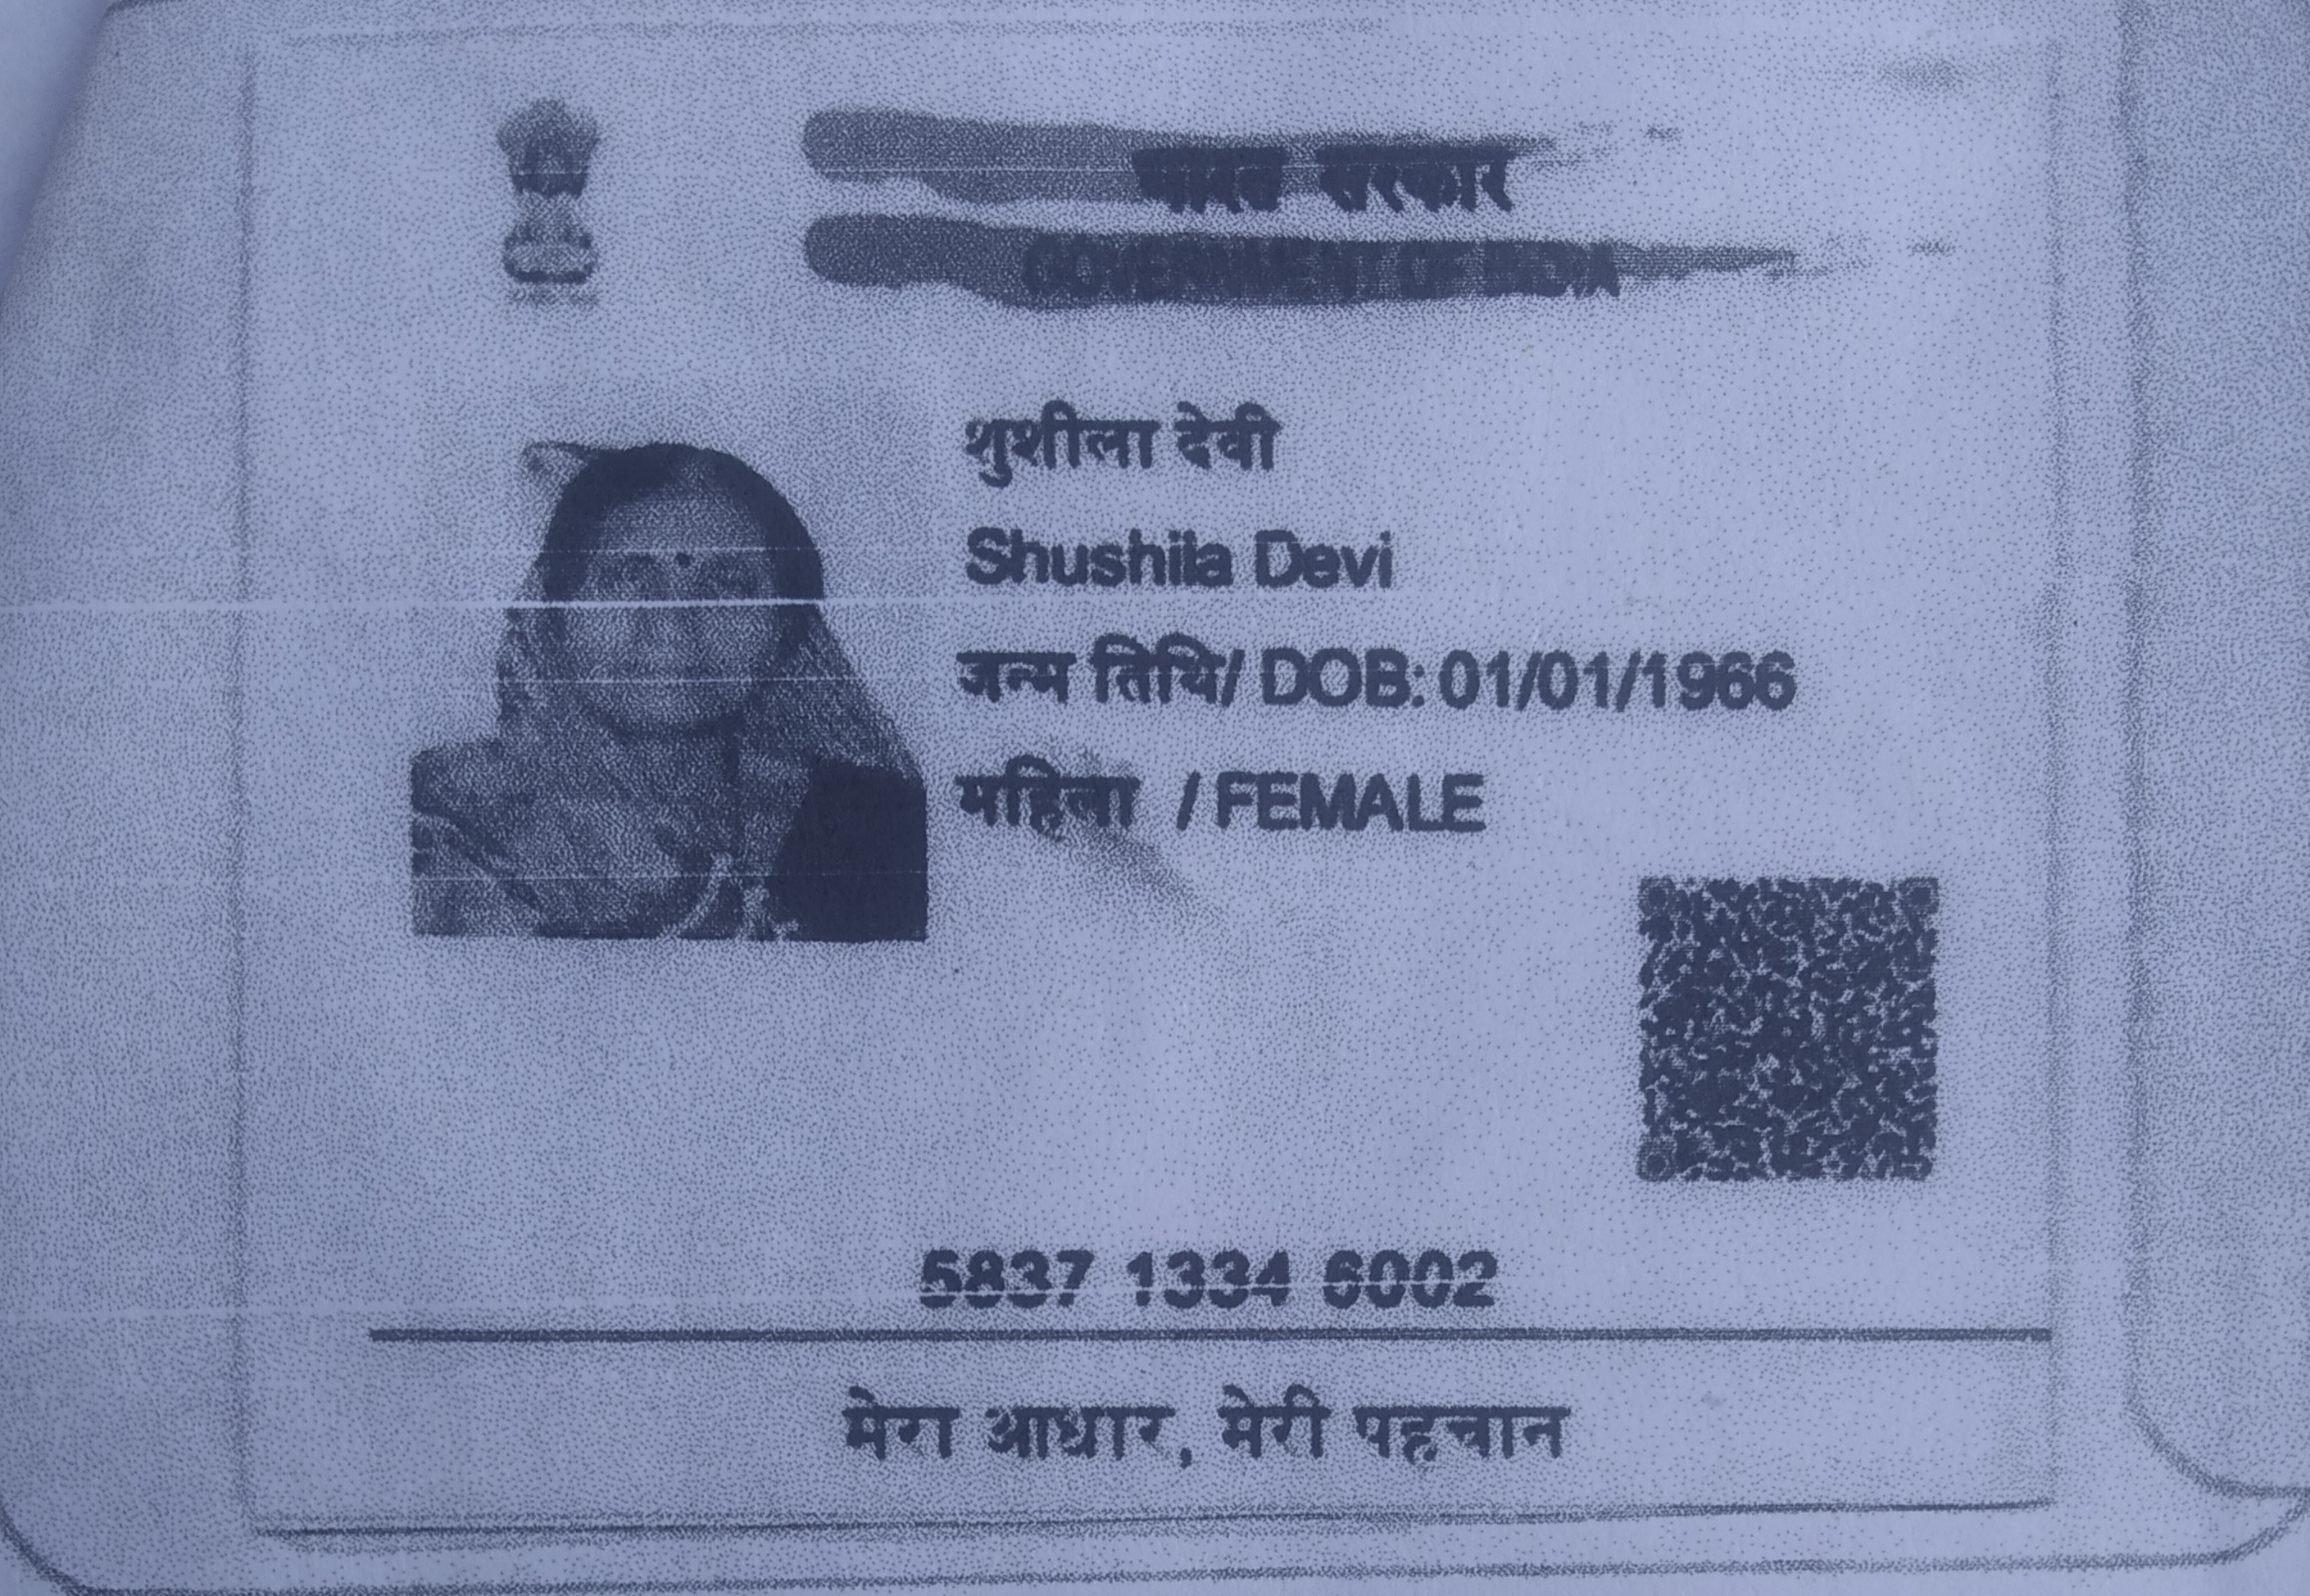 भारत सरकार
GOVERNMENT OF INDIA
शुशीला देवी
Shushila Devi
जन्म तिथि/ DOB: 01/01/1966
महिला / FEMALE
5837 1334 6002
मेरा आधार, मेरी पहचान